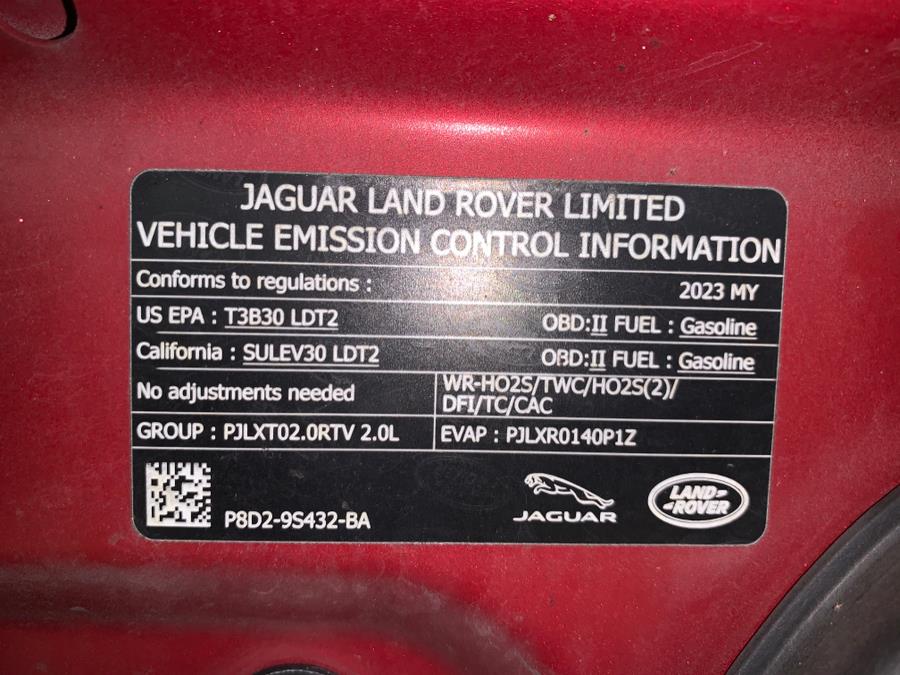 JAGUAR LAND ROVER LIMITED
VEHICLE EMISSION CONTROL INFORMATION
Conforms to regulations :
2023 MY
US EPA : T3B30 LDT2 OBD:II FUEL : Gasoline
California : SULEV30 LDT2 OBD:II FUEL : Gasoline
No adjustments needed
WR-HO2S/TWC/HO2S(2)/
DFI/TC/CAC
GROUP : PJLXT02.0RTV 2.0L
EVAP : PJLXR0140P1Z
P8D2-9S432-BA
JAGUAR
LAND-
-ROVER